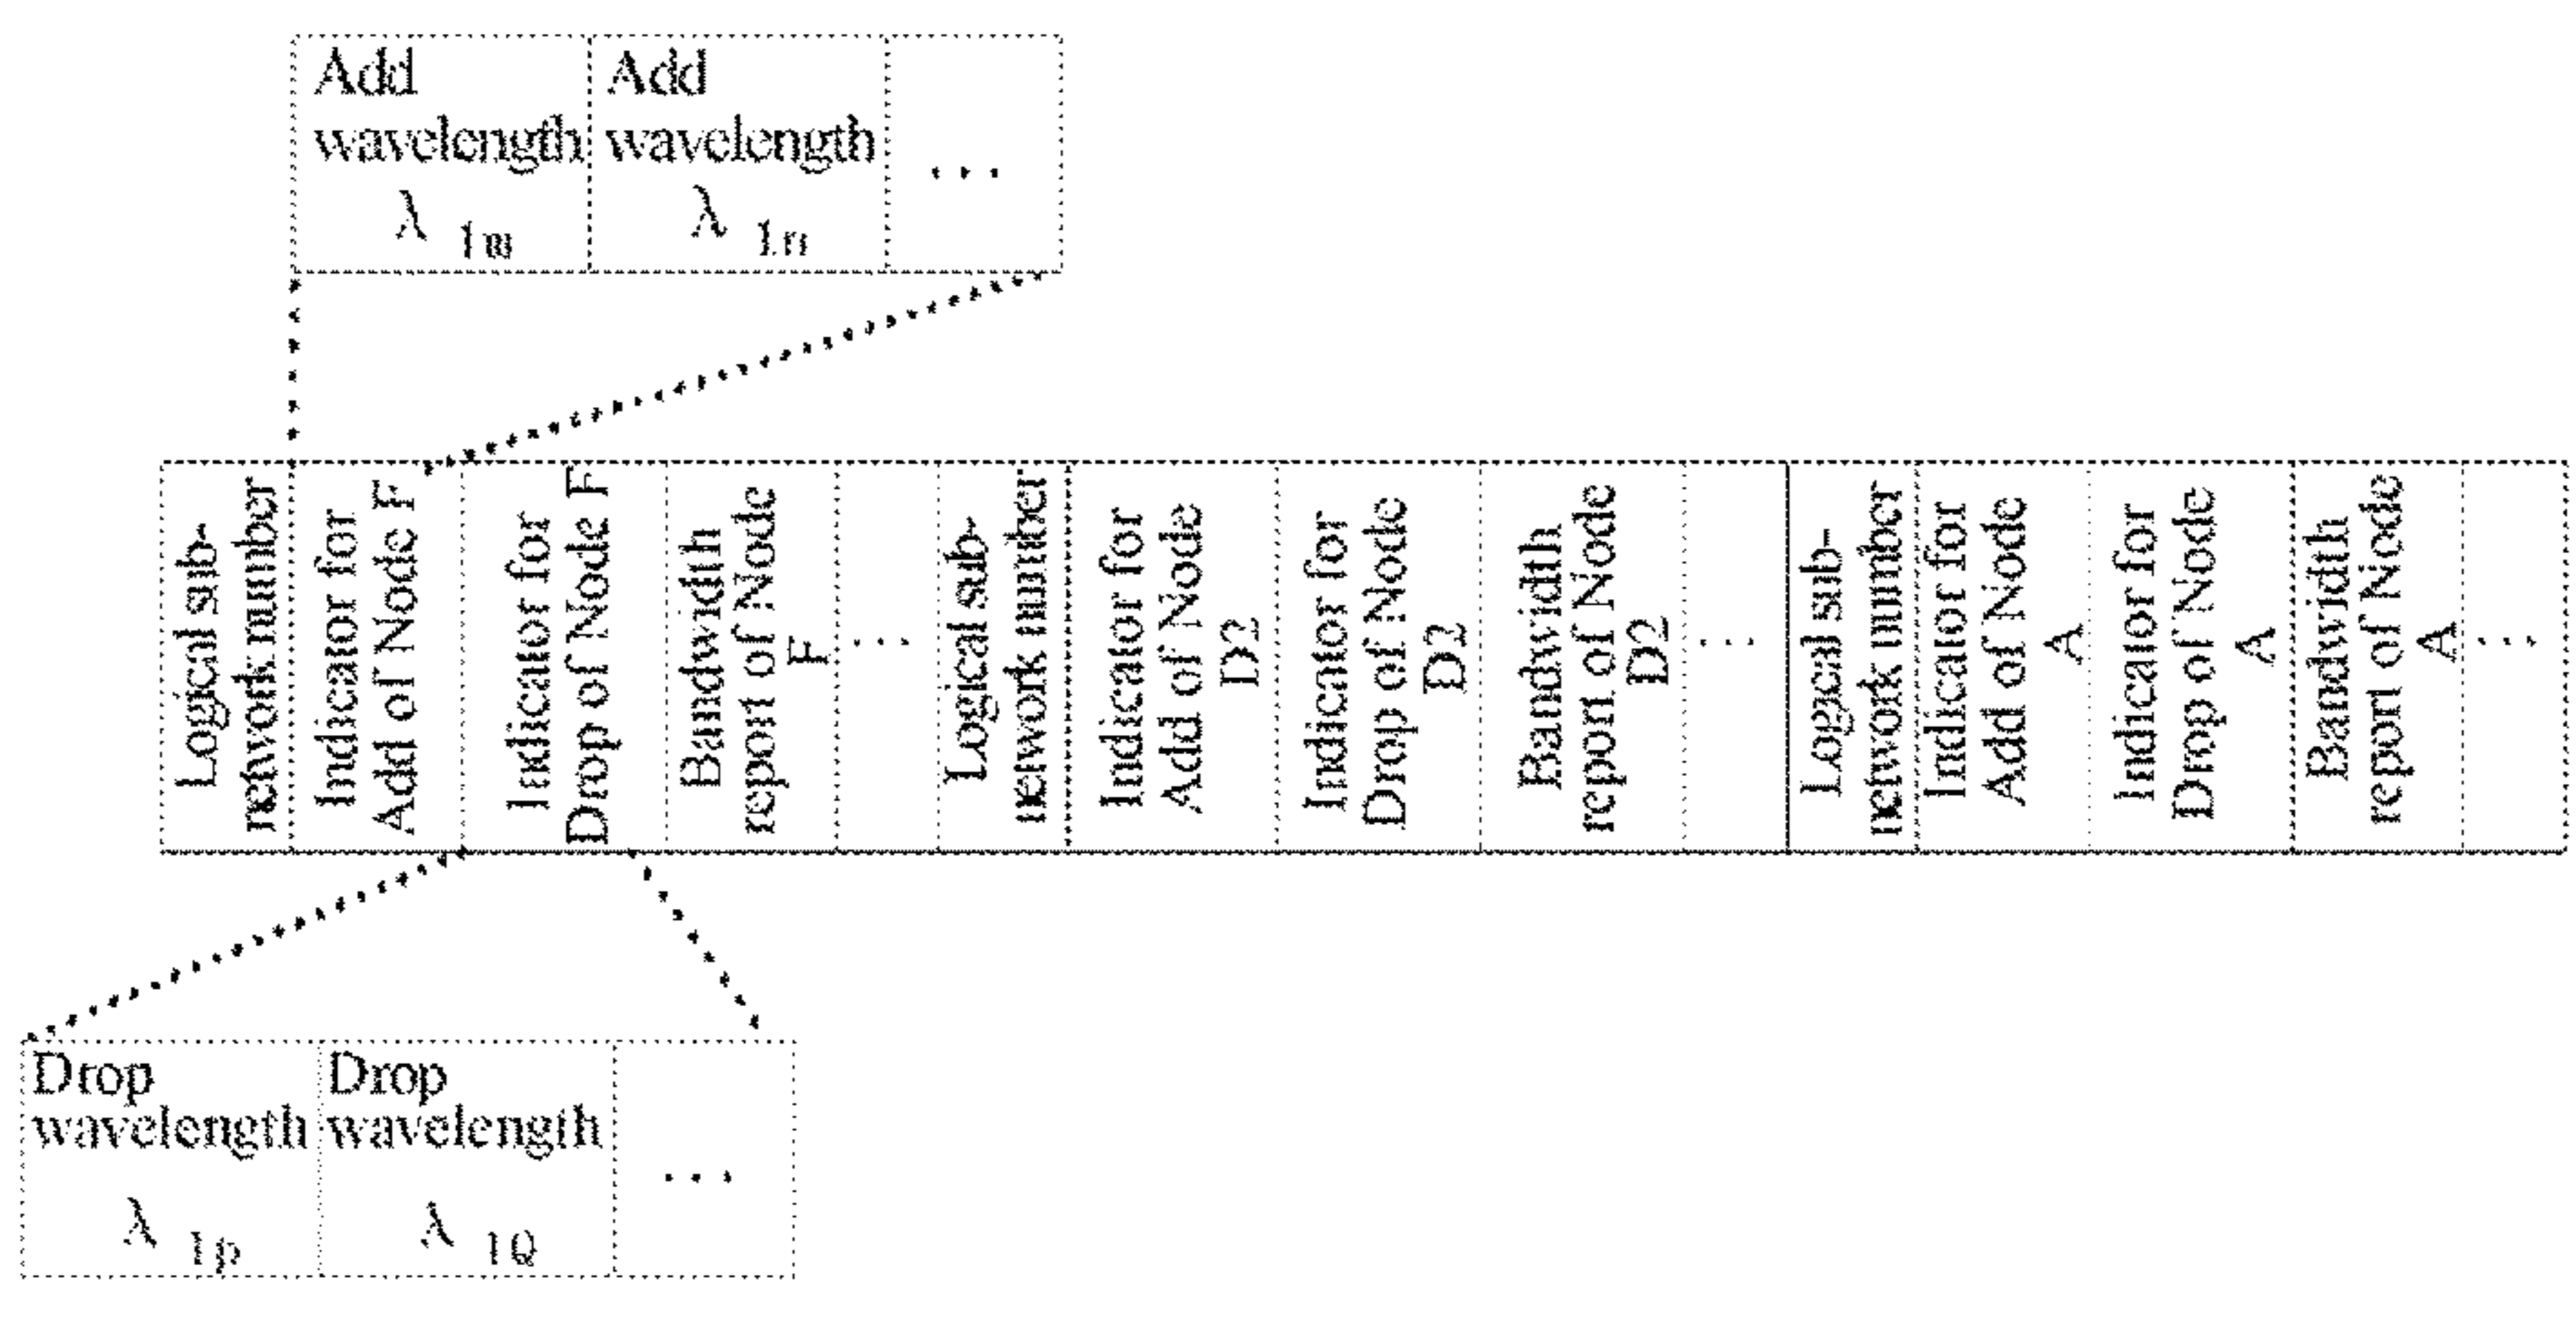 Add
wavelength
λ 1m
Add
wavelength
λ 1n
...
Logical sub-
network number
Indicator for
Add of Node F
Indicator for
Drop of Node F
Bandwidth
report of Node
F
...
Logical sub-
network number
Indicator for
Add of Node
D2
Indicator for
Drop of Node
D2
Bandwidth
report of Node
D2
...
Logical sub-
network number
Indicator for
Add of Node
A
Indicator for
Drop of Node
A
Bandwidth
report of Node
A
...
Drop
wavelength
λ 1p
Drop
wavelength
λ 1Q
...